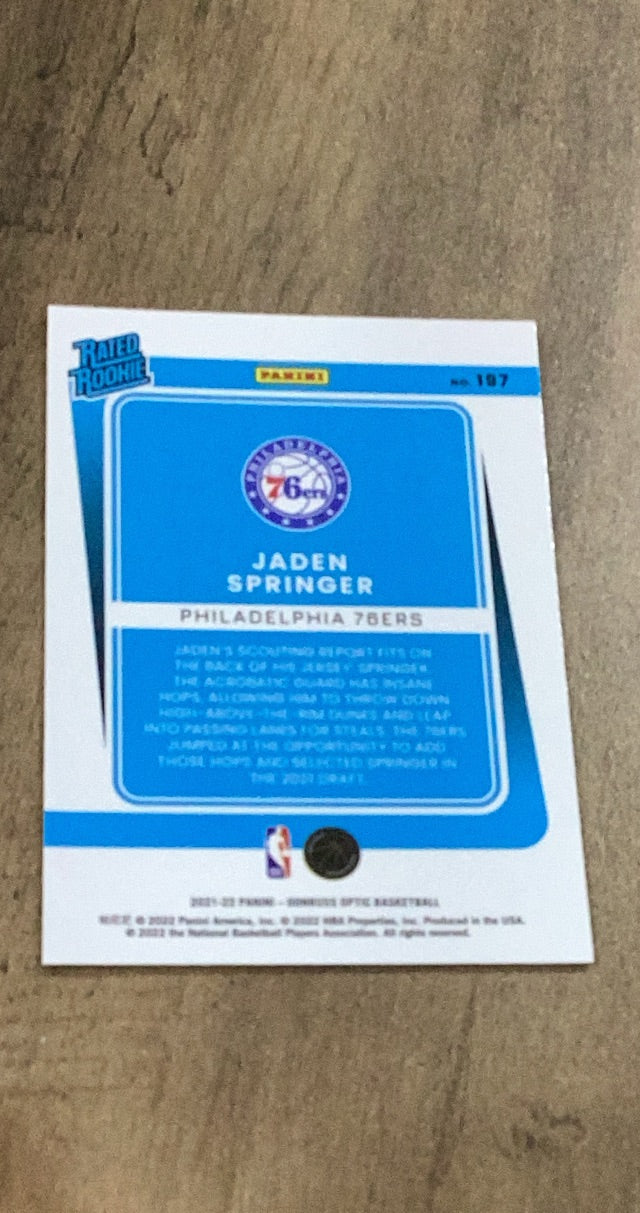 RATED
ROOKIE
PANINI
NO. 197
PHILADELPHIA
76ers
JADEN
SPRINGER
PHILADELPHIA 76ERS
JADEN'S SCOUTING REPORT FITS ON
THE BACK OF HIS JERSEY: SPRINGER.
THE ACROBATIC GUARD HAS INSANE
HOPS, ALLOWING HIM TO THROW DOWN
HIGH-ABOVE-THE-RIM DUNKS AND LEAP
INTO PASSING LANES FOR STEALS. THE 76ERS
JUMPED AT THE OPPORTUNITY TO ADD
THOSE HOPS AND SELECTED SPRINGER IN
THE 2021 DRAFT.
2021-22 PANINI – DONRUSS OPTIC BASKETBALL
© 2022 Panini America, Inc. © 2022 NBA Properties, Inc. Produced in the USA.
© 2022 the National Basketball Players Association. All rights reserved.